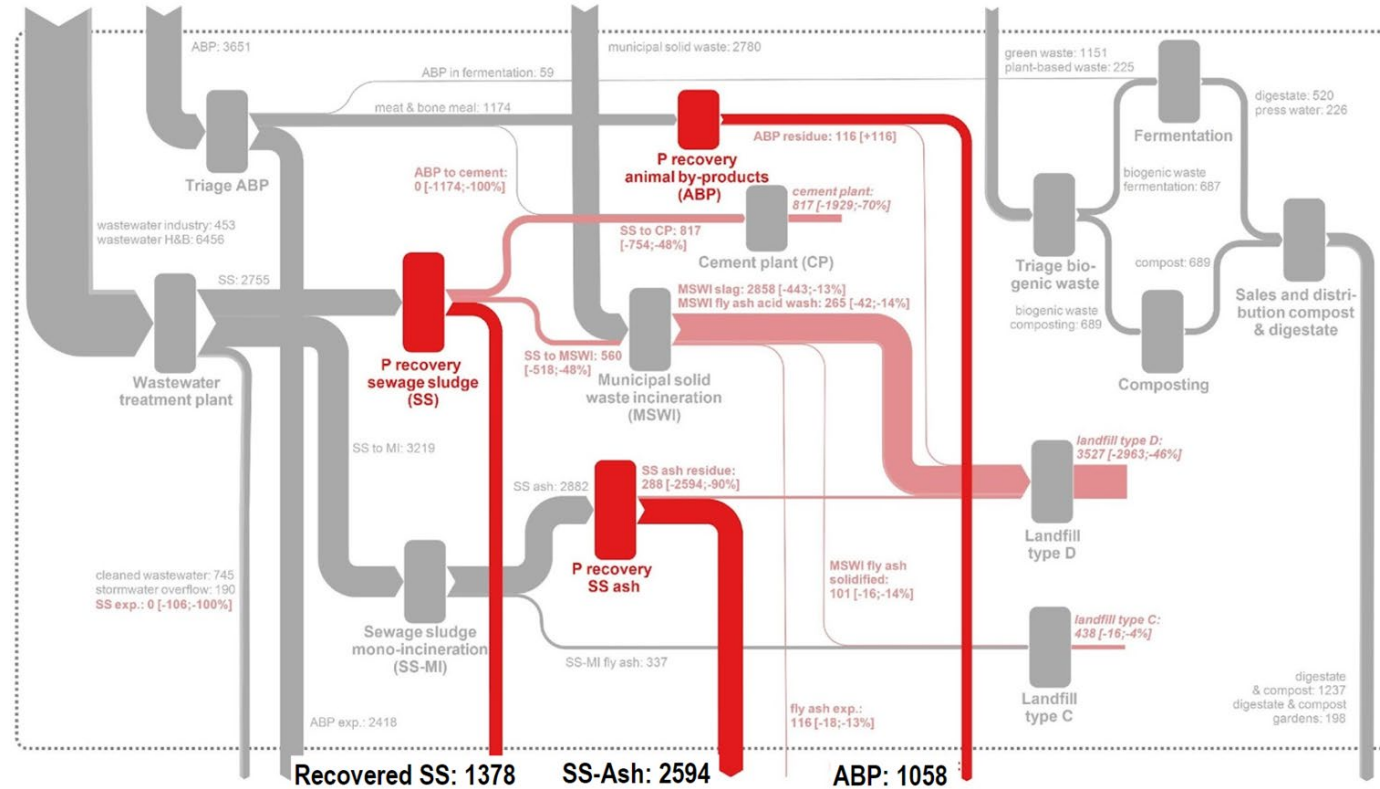 ABP: 3651
municipal solid waste: 2780
green waste: 1151
plant-based waste: 225
ABP in fermentation: 59
meat & bone meal: 1174
digestate: 520
press water: 226
Fermentation
ABP residue: 116 [+116]
Triage ABP
P recovery
animal by-products
(ABP)
ABP to cement:
0 [-1174;-100%]
biogenic waste
fermentation: 687
cement plant:
817 [-1929;-70%]
wastewater industry: 453
wastewater H&B: 6456
SS to CP: 817
[-754;-48%]
Cement plant (CP)
Triage bio-
genic waste
compost: 689
SS: 2755
MSWI slag: 2858 [-443;-13%]
MSWI fly ash acid wash: 265 [-42;-14%]
Sales and distri-
bution compost
& digestate
biogenic waste
composting: 689
SS to MSWI: 560
[-518;-48%]
P recovery
sewage sludge
(SS)
Wastewater
treatment plant
Municipal solid
waste incineration
(MSWI)
Composting
SS to MI: 3219
landfill type D:
3527 [-2963;-46%]
SS ash residue:
288 [-2594;-90%]
SS ash: 2882
Landfill
type D
P recovery
SS ash
MSWI fly ash
solidified:
101 [-16;-14%]
cleaned wastewater: 745
stormwater overflow: 190
SS exp.: 0 [-106;-100%]
Sewage sludge
mono-incineration
(SS-MI)
landfill type C:
438 [-16;-4%]
SS-MI fly ash: 337
Landfill
type C
digestate
& compost: 1237
digestate & compost
gardens: 198
ABP exp.: 2418
fly ash exp.:
116 [-18;-13%]
Recovered SS: 1378
SS-Ash: 2594
ABP: 1058